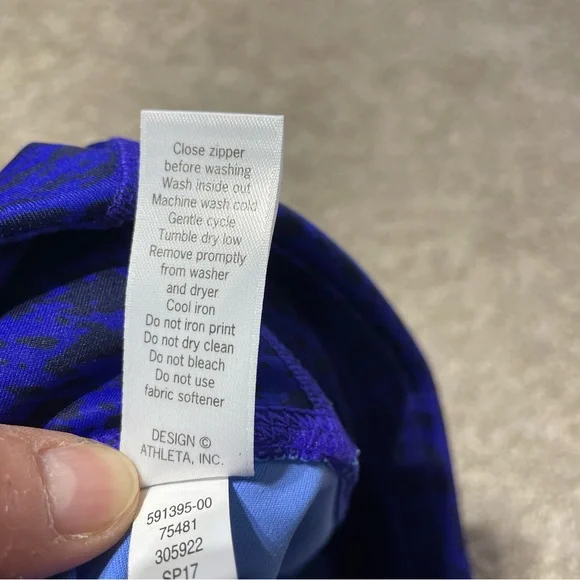 Close zipper
before washing
Wash inside out
Machine wash cold
Gentle cycle
Tumble dry low
Remove promptly
from washer
and dryer
Cool iron
Do not iron print
Do not dry clean
Do not bleach
Do not use
fabric softener
DESIGN ©
ATHLETA, INC.
591395-00
75481
305922
SP17